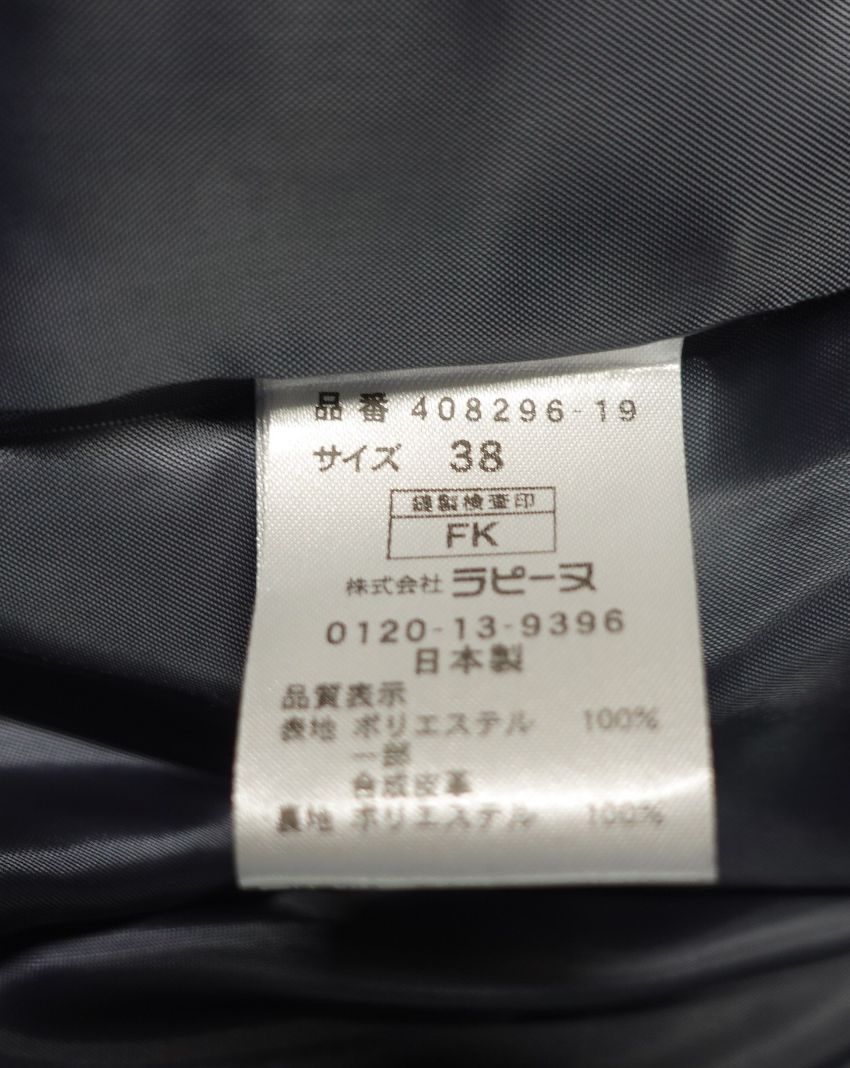 品番 408296-19
サイズ 38
縫製検査印
FK
株式会社 ラピーヌ
0120-13-9396
日本製
品質表示
表地 ポリエステル 100%
一部
合成皮革
裏地 ポリエステル 100%